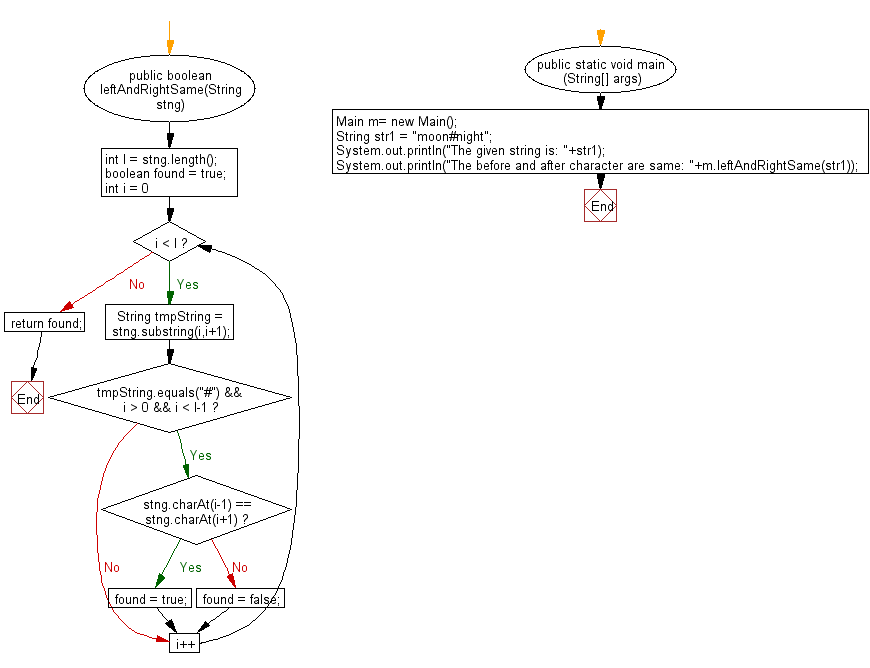 public boolean
leftAndRightSame(String
stng)
int l = stng.length();
boolean found = true;
int i = 0
i < l ?
No
Yes
return found;
String tmpString =
stng.substring(i,i+1);
End
tmpString.equals("#") &&
i > 0 && i < l-1 ?
Yes
stng.charAt(i-1) ==
stng.charAt(i+1) ?
No
Yes
No
found = true;
found = false;
i++
public static void main
(String[] args)
Main m= new Main();
String str1 = "moon#night";
System.out.println("The given string is: "+str1);
System.out.println("The before and after character are same: "+m.leftAndRightSame(str1));
End